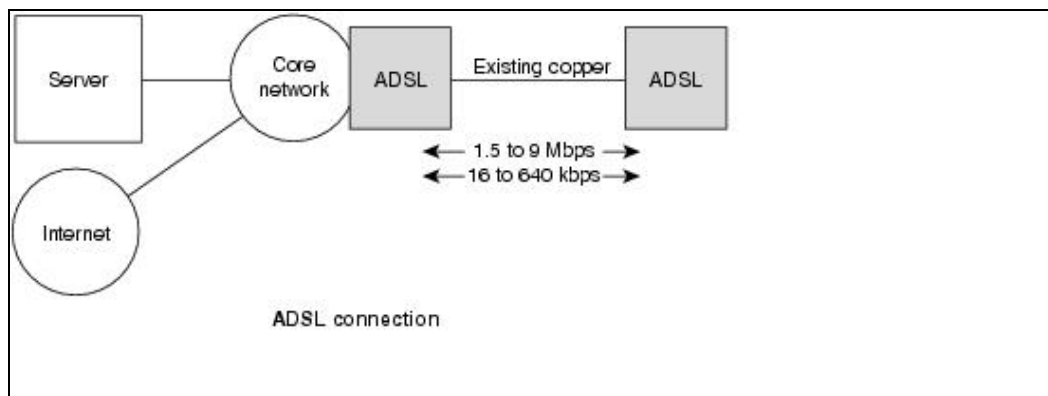 Server
Core
network
ADSL
Existing copper
ADSL
1.5 to 9 Mbps
16 to 640 kbps
Internet
ADSL connection